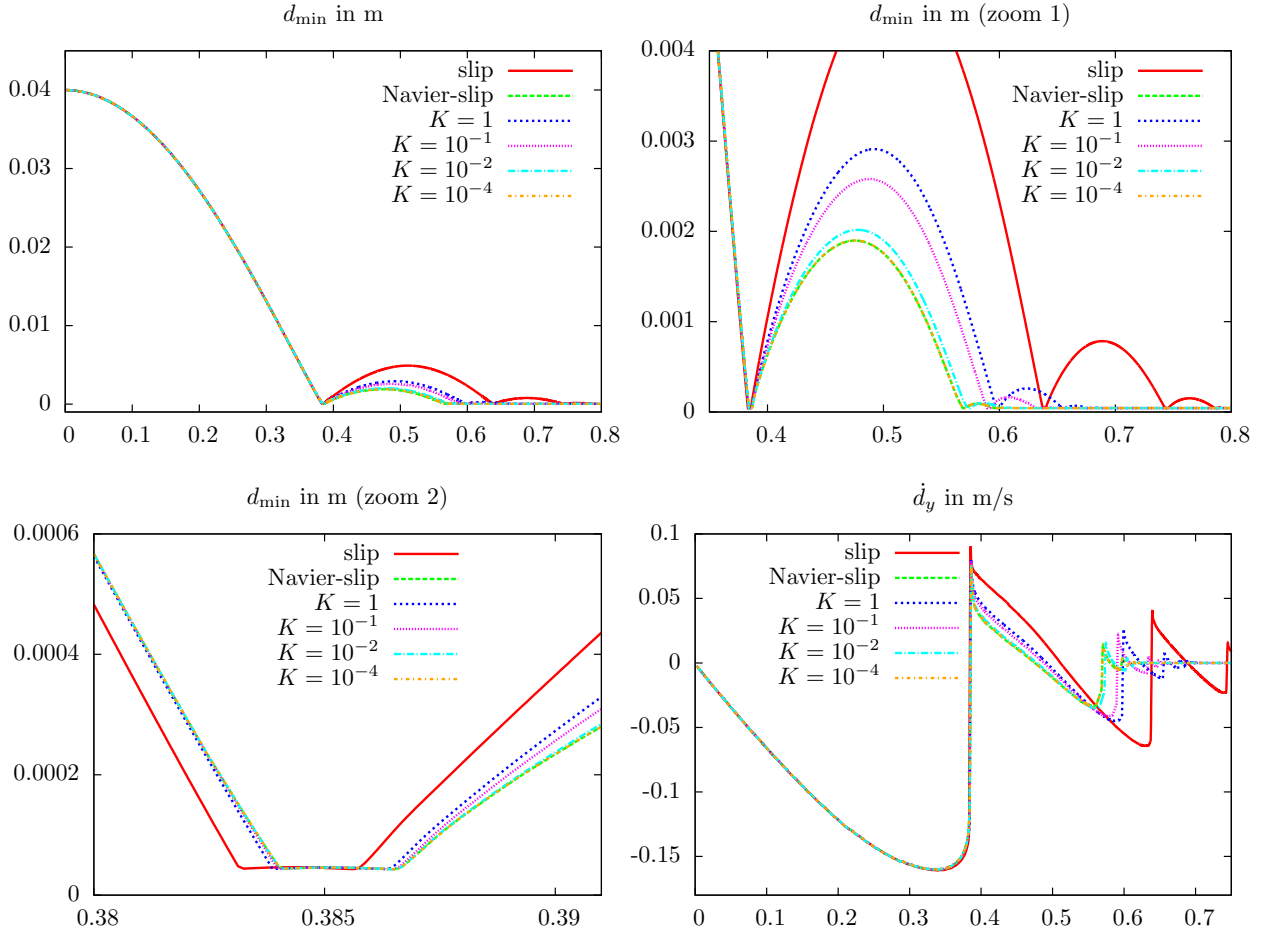 d_min in m
0.04
0.03
0.02
0.01
0
0 0.1 0.2 0.3 0.4 0.5 0.6 0.7 0.8
slip
Navier-slip
K = 1
K = 10⁻¹
K = 10⁻²
K = 10⁻⁴
d_min in m (zoom 1)
0.004
0.003
0.002
0.001
0
0.4 0.5 0.6 0.7 0.8
slip
Navier-slip
K = 1
K = 10⁻¹
K = 10⁻²
K = 10⁻⁴
d_min in m (zoom 2)
0.0006
0.0004
0.0002
0
0.38 0.385 0.39
slip
Navier-slip
K = 1
K = 10⁻¹
K = 10⁻²
K = 10⁻⁴
ḋ_y in m/s
0.1
0.05
0
-0.05
-0.1
-0.15
0 0.1 0.2 0.3 0.4 0.5 0.6 0.7
slip
Navier-slip
K = 1
K = 10⁻¹
K = 10⁻²
K = 10⁻⁴